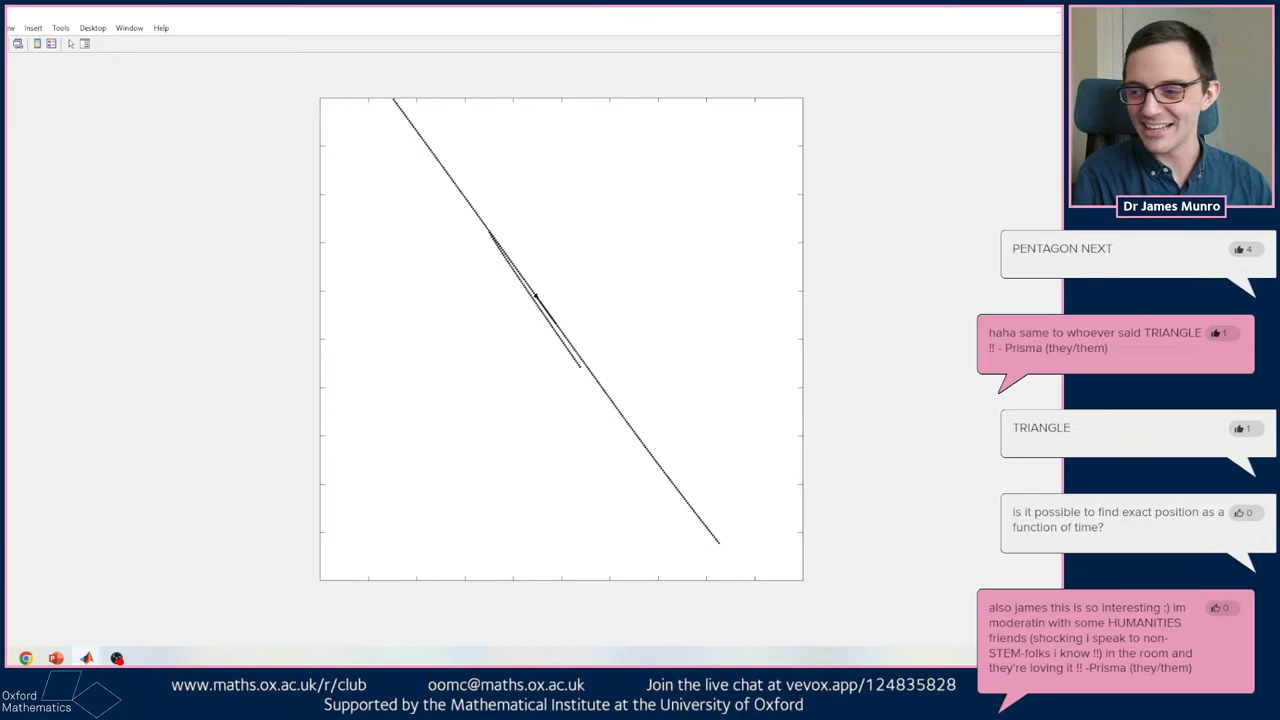 ew Insert Tools Desktop Window Help
Dr James Munro
PENTAGON NEXT
4
haha same to whoever said TRIANGLE
!! - Prisma (they/them)
1
TRIANGLE
1
is it possible to find exact position as a
function of time?
0
also james this is so interesting :) im
moderatin with some HUMANITIES
friends (shocking i speak to non-
STEM-folks i know !!) in the room and
they're loving it !! -Prisma (they/them)
0
Oxford
Mathematics
www.maths.ox.ac.uk/r/club oomc@maths.ox.ac.uk Join the live chat at vevox.app/124835828
Supported by the Mathematical Institute at the University of Oxford